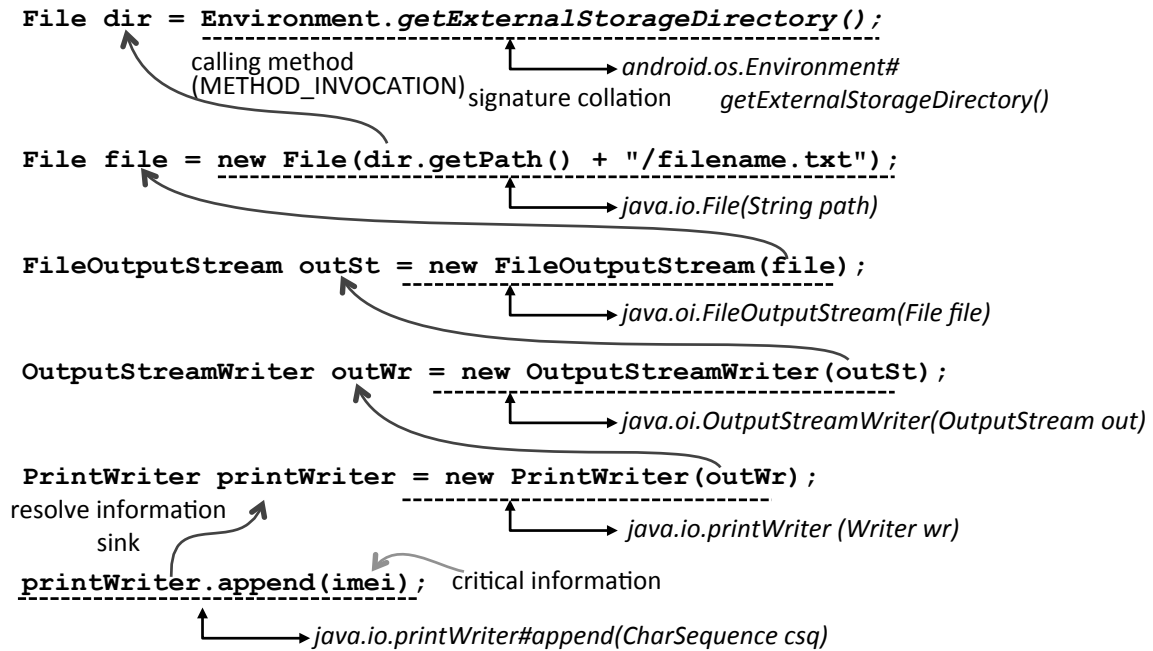 File dir = Environment.getExternalStorageDirectory();
calling method
(METHOD_INVOCATION)
signature collation
android.os.Environment#
getExternalStorageDirectory()
File file = new File(dir.getPath() + "/filename.txt");
java.io.File(String path)
FileOutputStream outSt = new FileOutputStream(file);
java.oi.FileOutputStream(File file)
OutputStreamWriter outWr = new OutputStreamWriter(outSt);
java.oi.OutputStreamWriter(OutputStream out)
PrintWriter printWriter = new PrintWriter(outWr);
resolve information
sink
java.io.printWriter (Writer wr)
printWriter.append(imei);
critical information
java.io.printWriter#append(CharSequence csq)